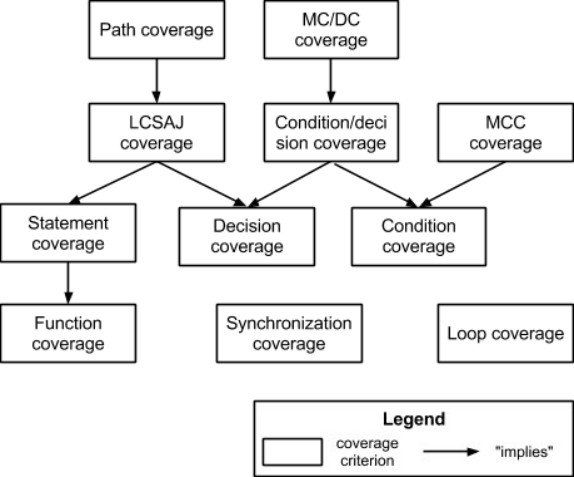 Path coverage
MC/DC
coverage
LCSAJ
coverage
Condition/deci
sion coverage
MCC
coverage
Statement
coverage
Decision
coverage
Condition
coverage
Function
coverage
Synchronization
coverage
Loop coverage
Legend
coverage
criterion
"implies"